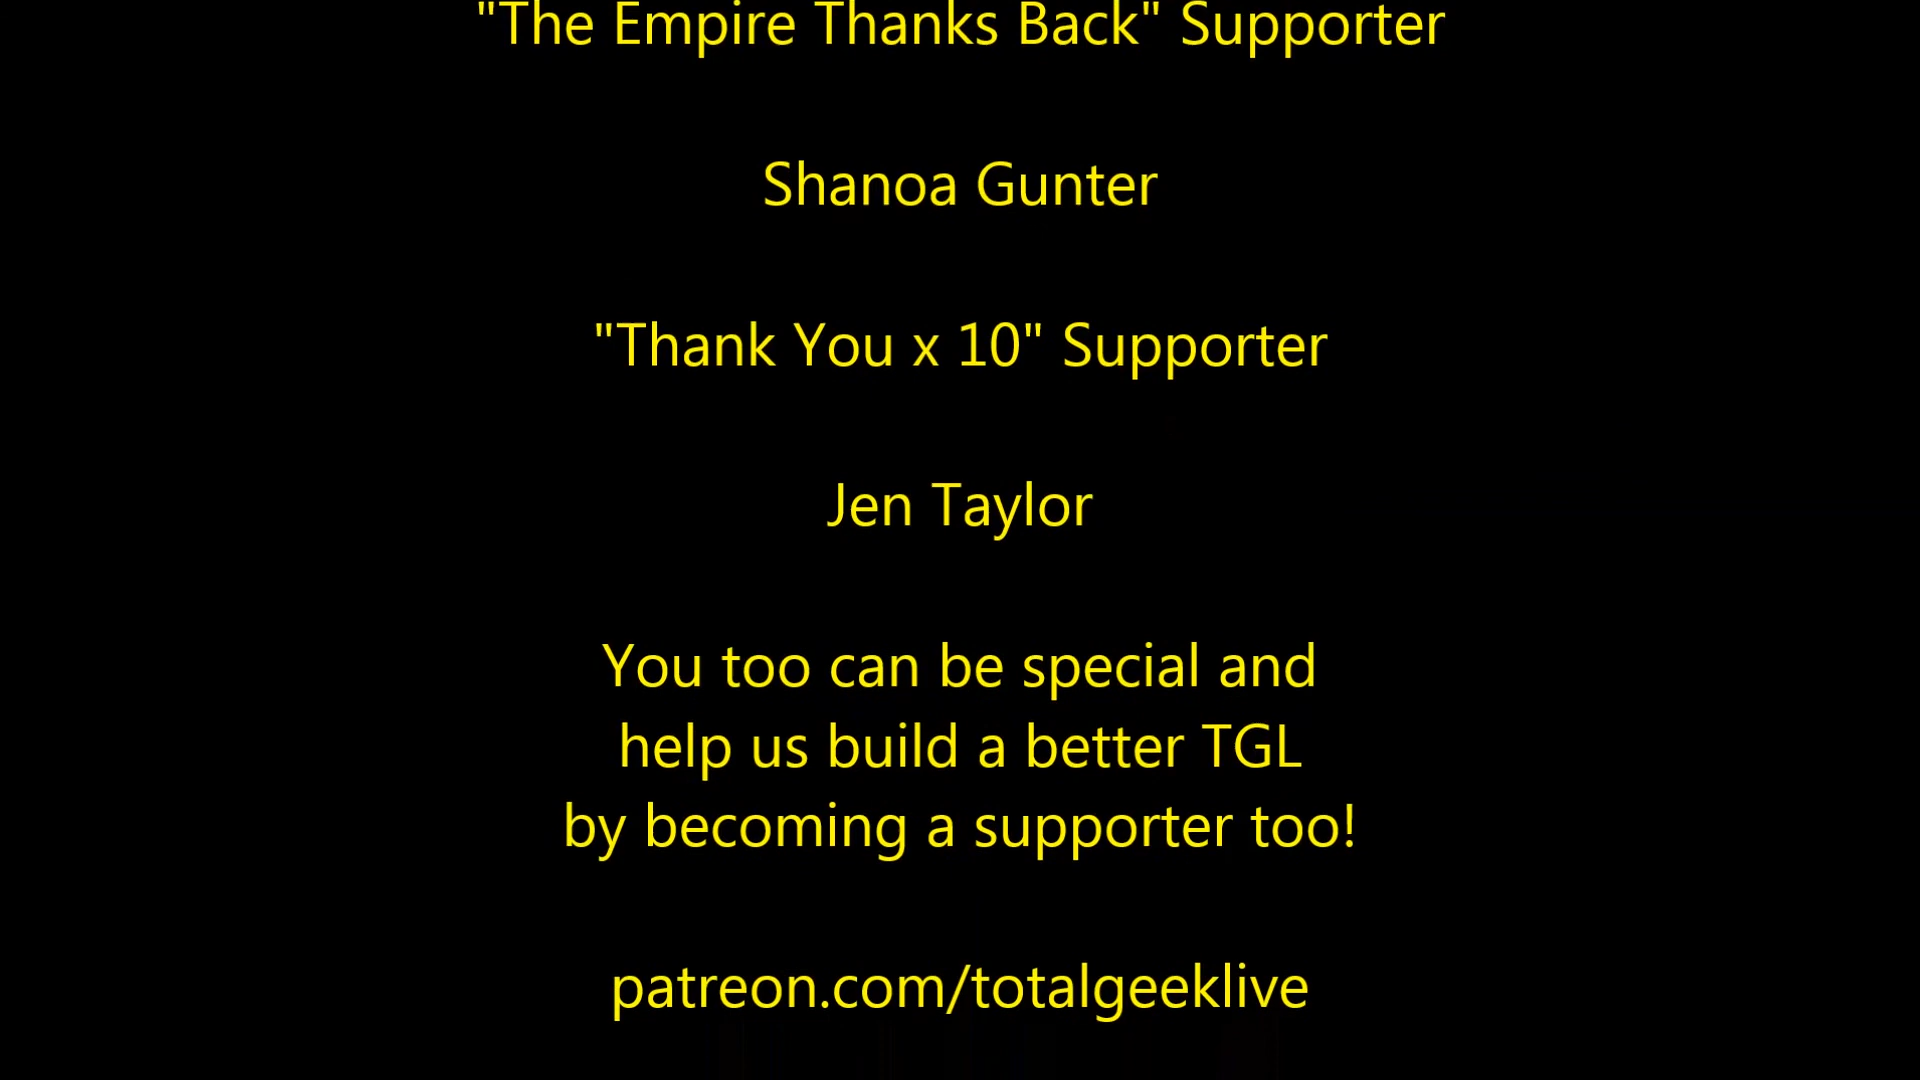 "The Empire Thanks Back" Supporter
Shanoa Gunter
"Thank You x 10" Supporter
Jen Taylor
You too can be special and
help us build a better TGL
by becoming a supporter too!
patreon.com/totalgeeklive